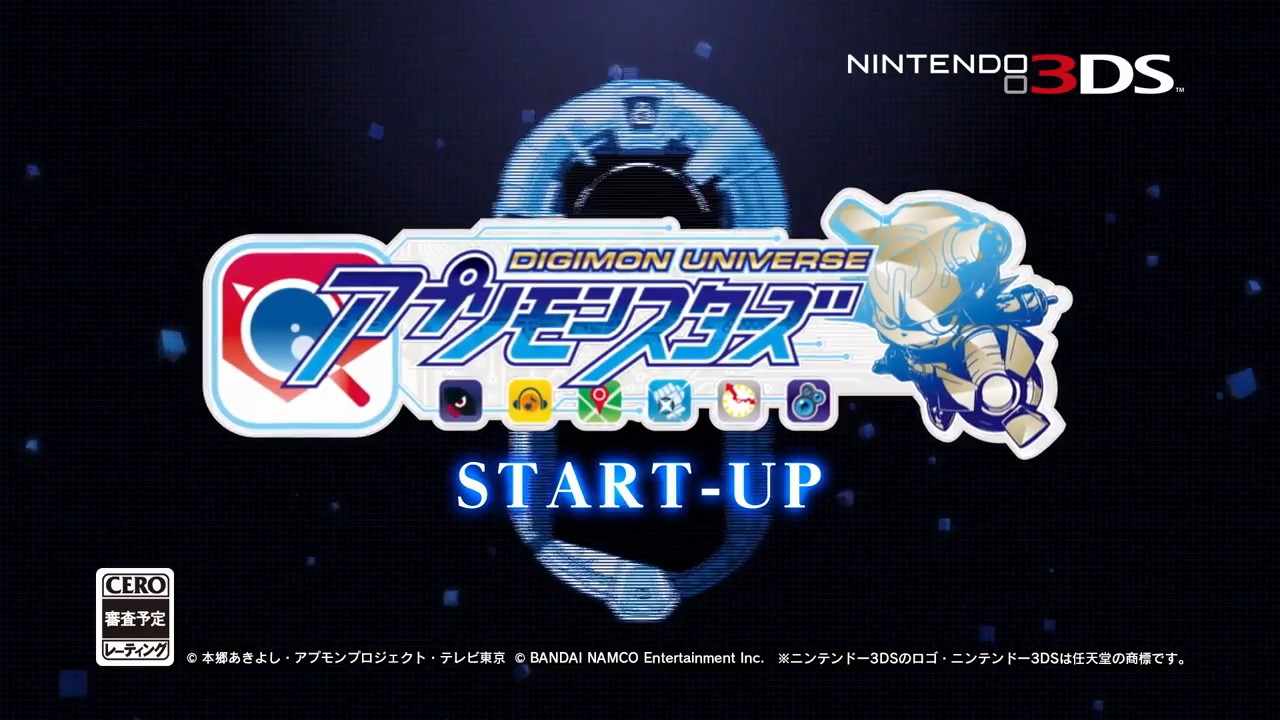 NINTENDO 3DS™
DIGIMON UNIVERSE
アプリモンスターズ
START-UP
CERO
審査予定
レーティング
© 本郷あきよし・アプモンプロジェクト・テレビ東京 © BANDAI NAMCO Entertainment Inc. ※ニンテンドー3DSのロゴ・ニンテンドー3DSは任天堂の商標です。